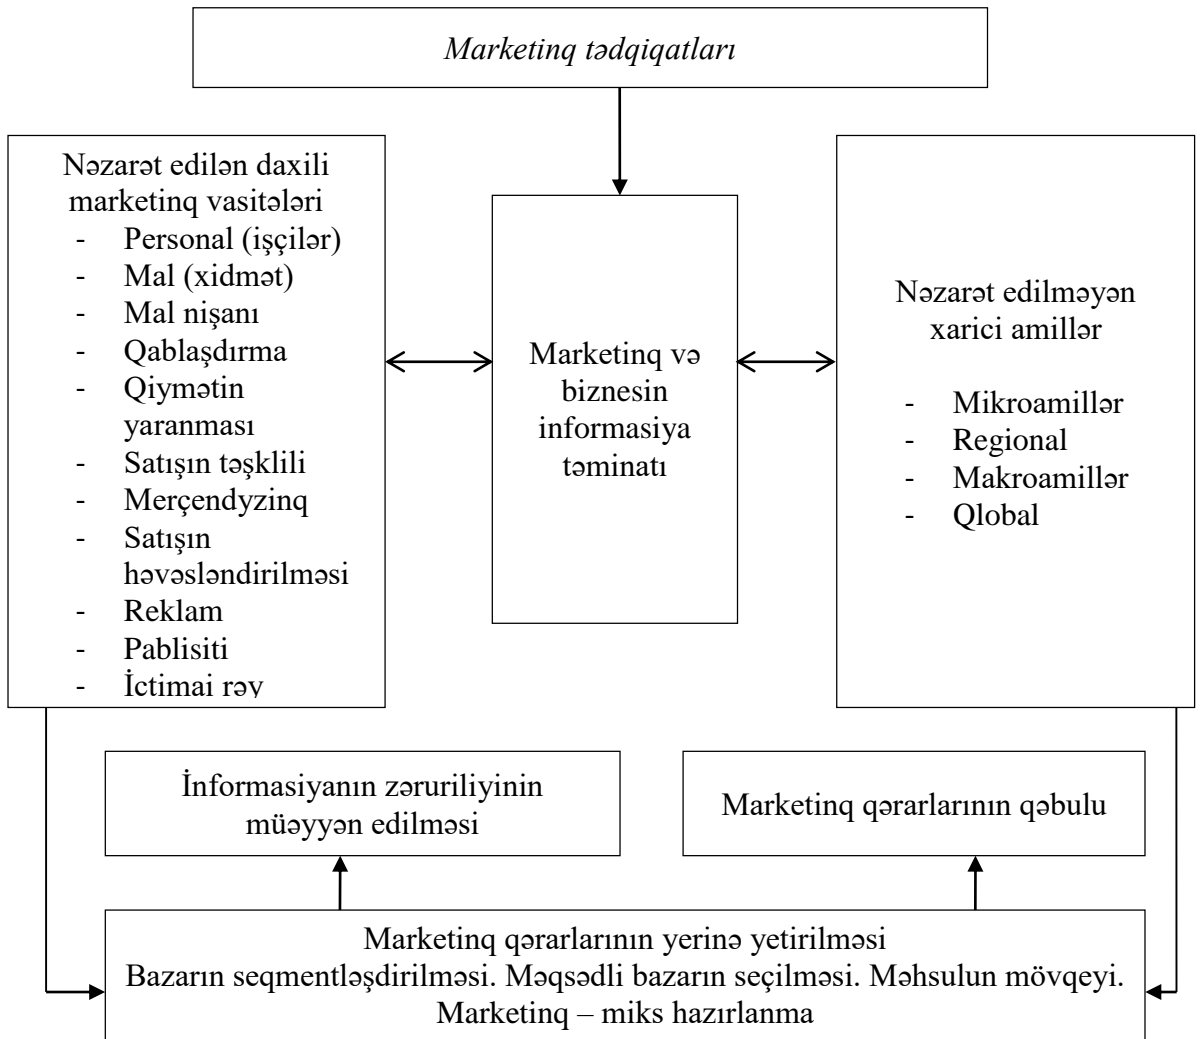 Marketinq tədqiqatları
Nəzarət edilən daxili
marketinq vasitələri
- Personal (işçilər)
- Mal (xidmət)
- Mal nişanı
- Qablaşdırma
- Qiymətin
yaranması
- Satışın təşklili
- Merçendyzinq
- Satışın
həvəsləndirilməsi
- Reklam
- Pablisiti
- İctimai rəy
Marketinq və
biznesin
informasiya
təminatı
Nəzarət edilməyən
xarici amillər
- Mikroamillər
- Regional
- Makroamillər
- Qlobal
İnformasiyanın zəruriliyinin
müəyyən edilməsi
Marketinq qərarlarının qəbulu
Marketinq qərarlarının yerinə yetirilməsi
Bazarın seqmentləşdirilməsi. Məqsədli bazarın seçilməsi. Məhsulun mövqeyi.
Marketinq – miks hazırlanma